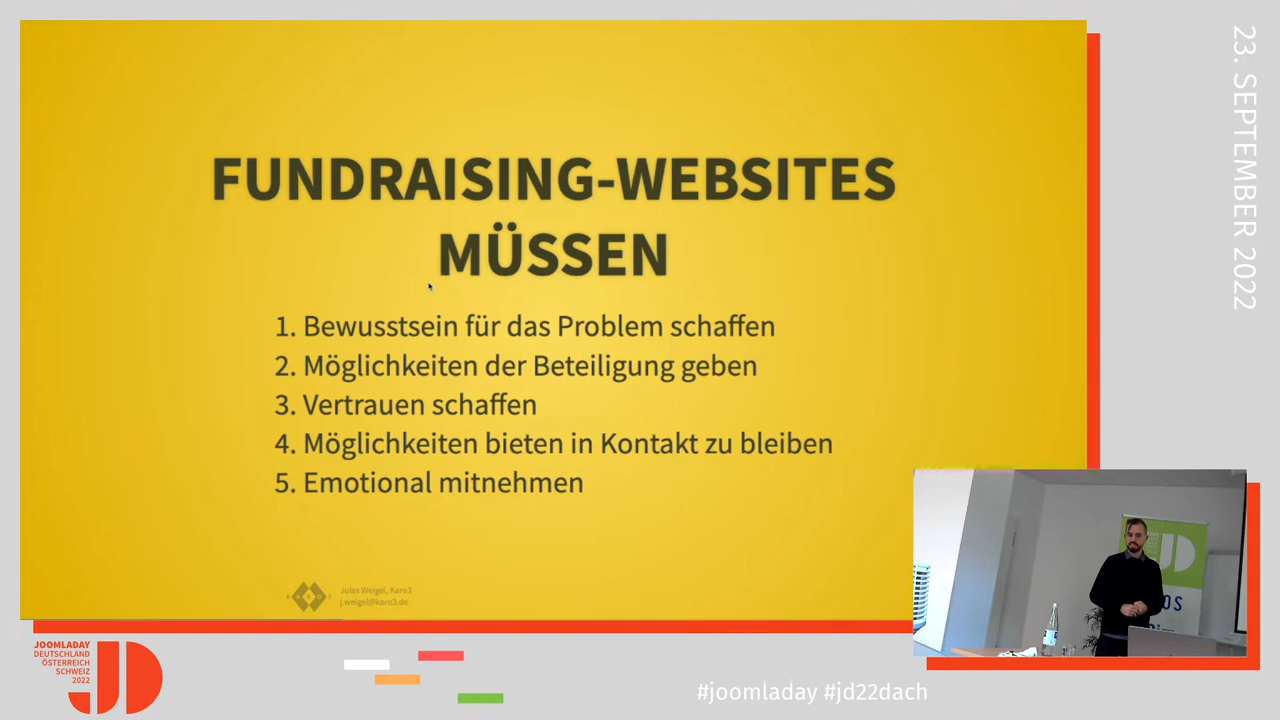 FUNDRAISING-WEBSITES
MÜSSEN
1. Bewusstsein für das Problem schaffen
2. Möglichkeiten der Beteiligung geben
3. Vertrauen schaffen
4. Möglichkeiten bieten in Kontakt zu bleiben
5. Emotional mitnehmen
Jules Weigel, Karo3
j.weigel@karo3.de
23. SEPTEMBER 2022
JOOMLADAY
DEUTSCHLAND
ÖSTERREICH
SCHWEIZ
2022
JD
#joomladay #jd22dach